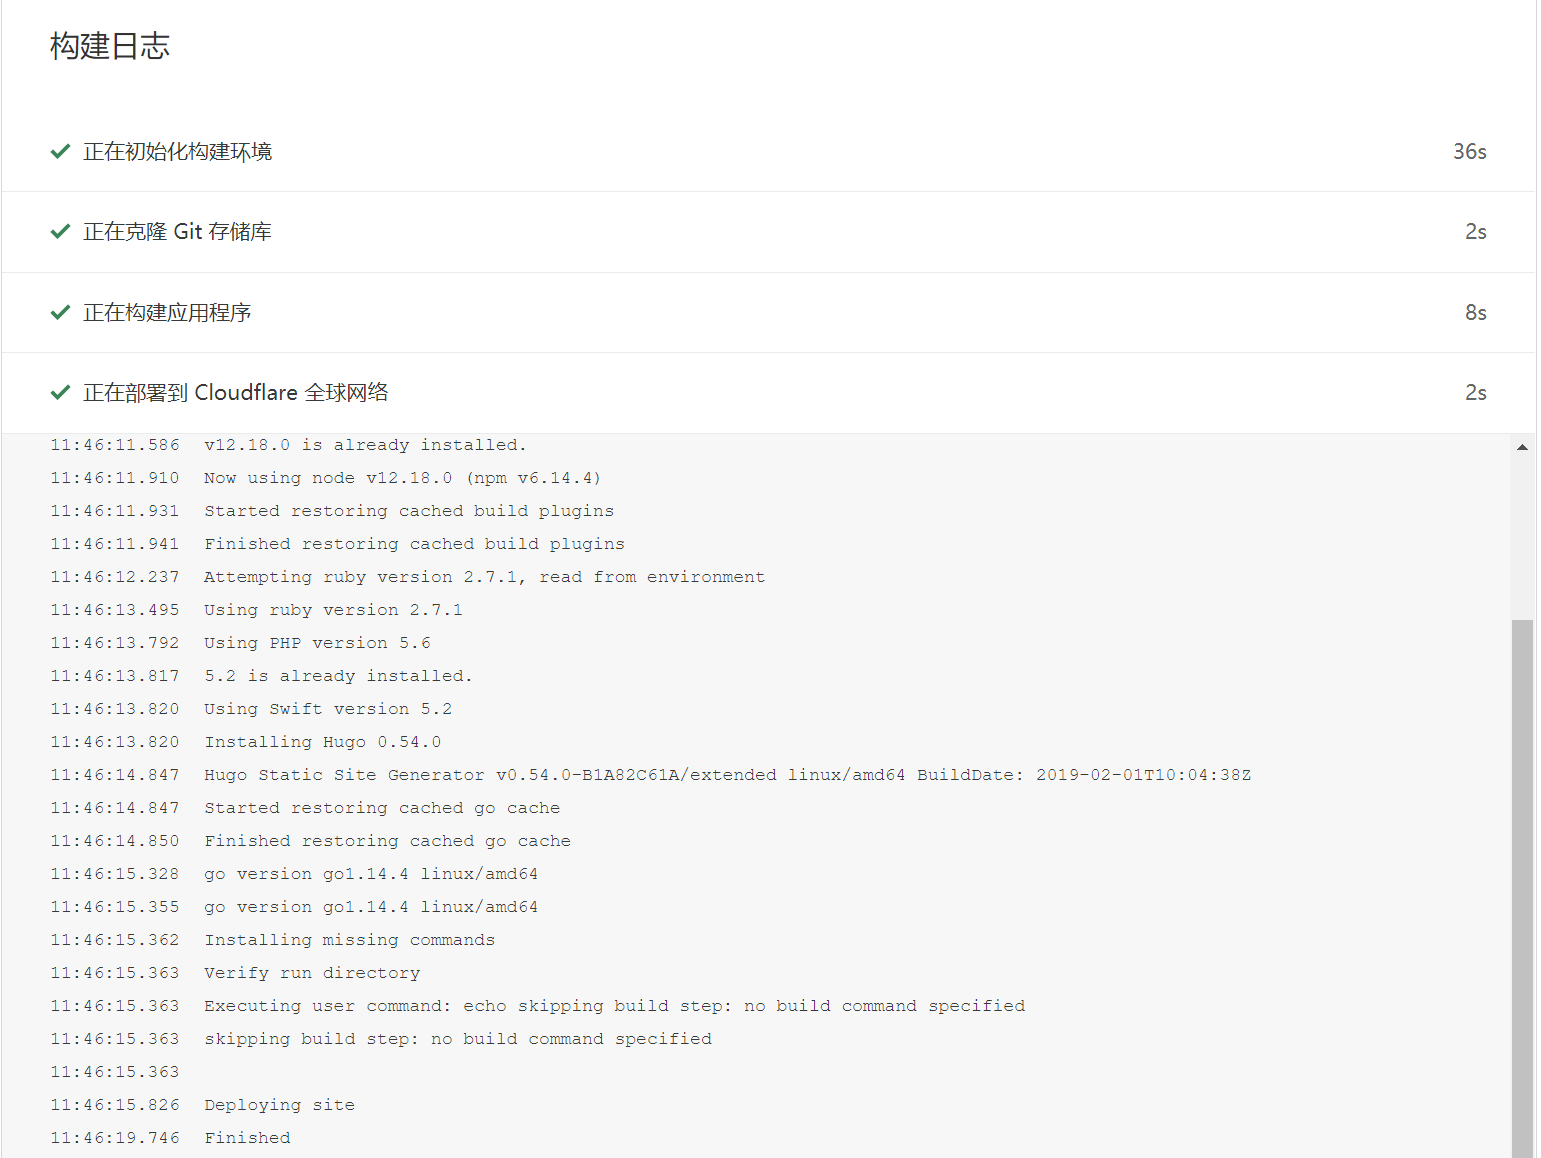 构建日志
正在初始化构建环境 36s
正在克隆 Git 存储库 2s
正在构建应用程序 8s
正在部署到 Cloudflare 全球网络 2s
11:46:11.586 v12.18.0 is already installed.
11:46:11.910 Now using node v12.18.0 (npm v6.14.4)
11:46:11.931 Started restoring cached build plugins
11:46:11.941 Finished restoring cached build plugins
11:46:12.237 Attempting ruby version 2.7.1, read from environment
11:46:13.495 Using ruby version 2.7.1
11:46:13.792 Using PHP version 5.6
11:46:13.817 5.2 is already installed.
11:46:13.820 Using Swift version 5.2
11:46:13.820 Installing Hugo 0.54.0
11:46:14.847 Hugo Static Site Generator v0.54.0-B1A82C61A/extended linux/amd64 BuildDate: 2019-02-01T10:04:38Z
11:46:14.847 Started restoring cached go cache
11:46:14.850 Finished restoring cached go cache
11:46:15.328 go version go1.14.4 linux/amd64
11:46:15.355 go version go1.14.4 linux/amd64
11:46:15.362 Installing missing commands
11:46:15.363 Verify run directory
11:46:15.363 Executing user command: echo skipping build step: no build command specified
11:46:15.363 skipping build step: no build command specified
11:46:15.363
11:46:15.826 Deploying site
11:46:19.746 Finished